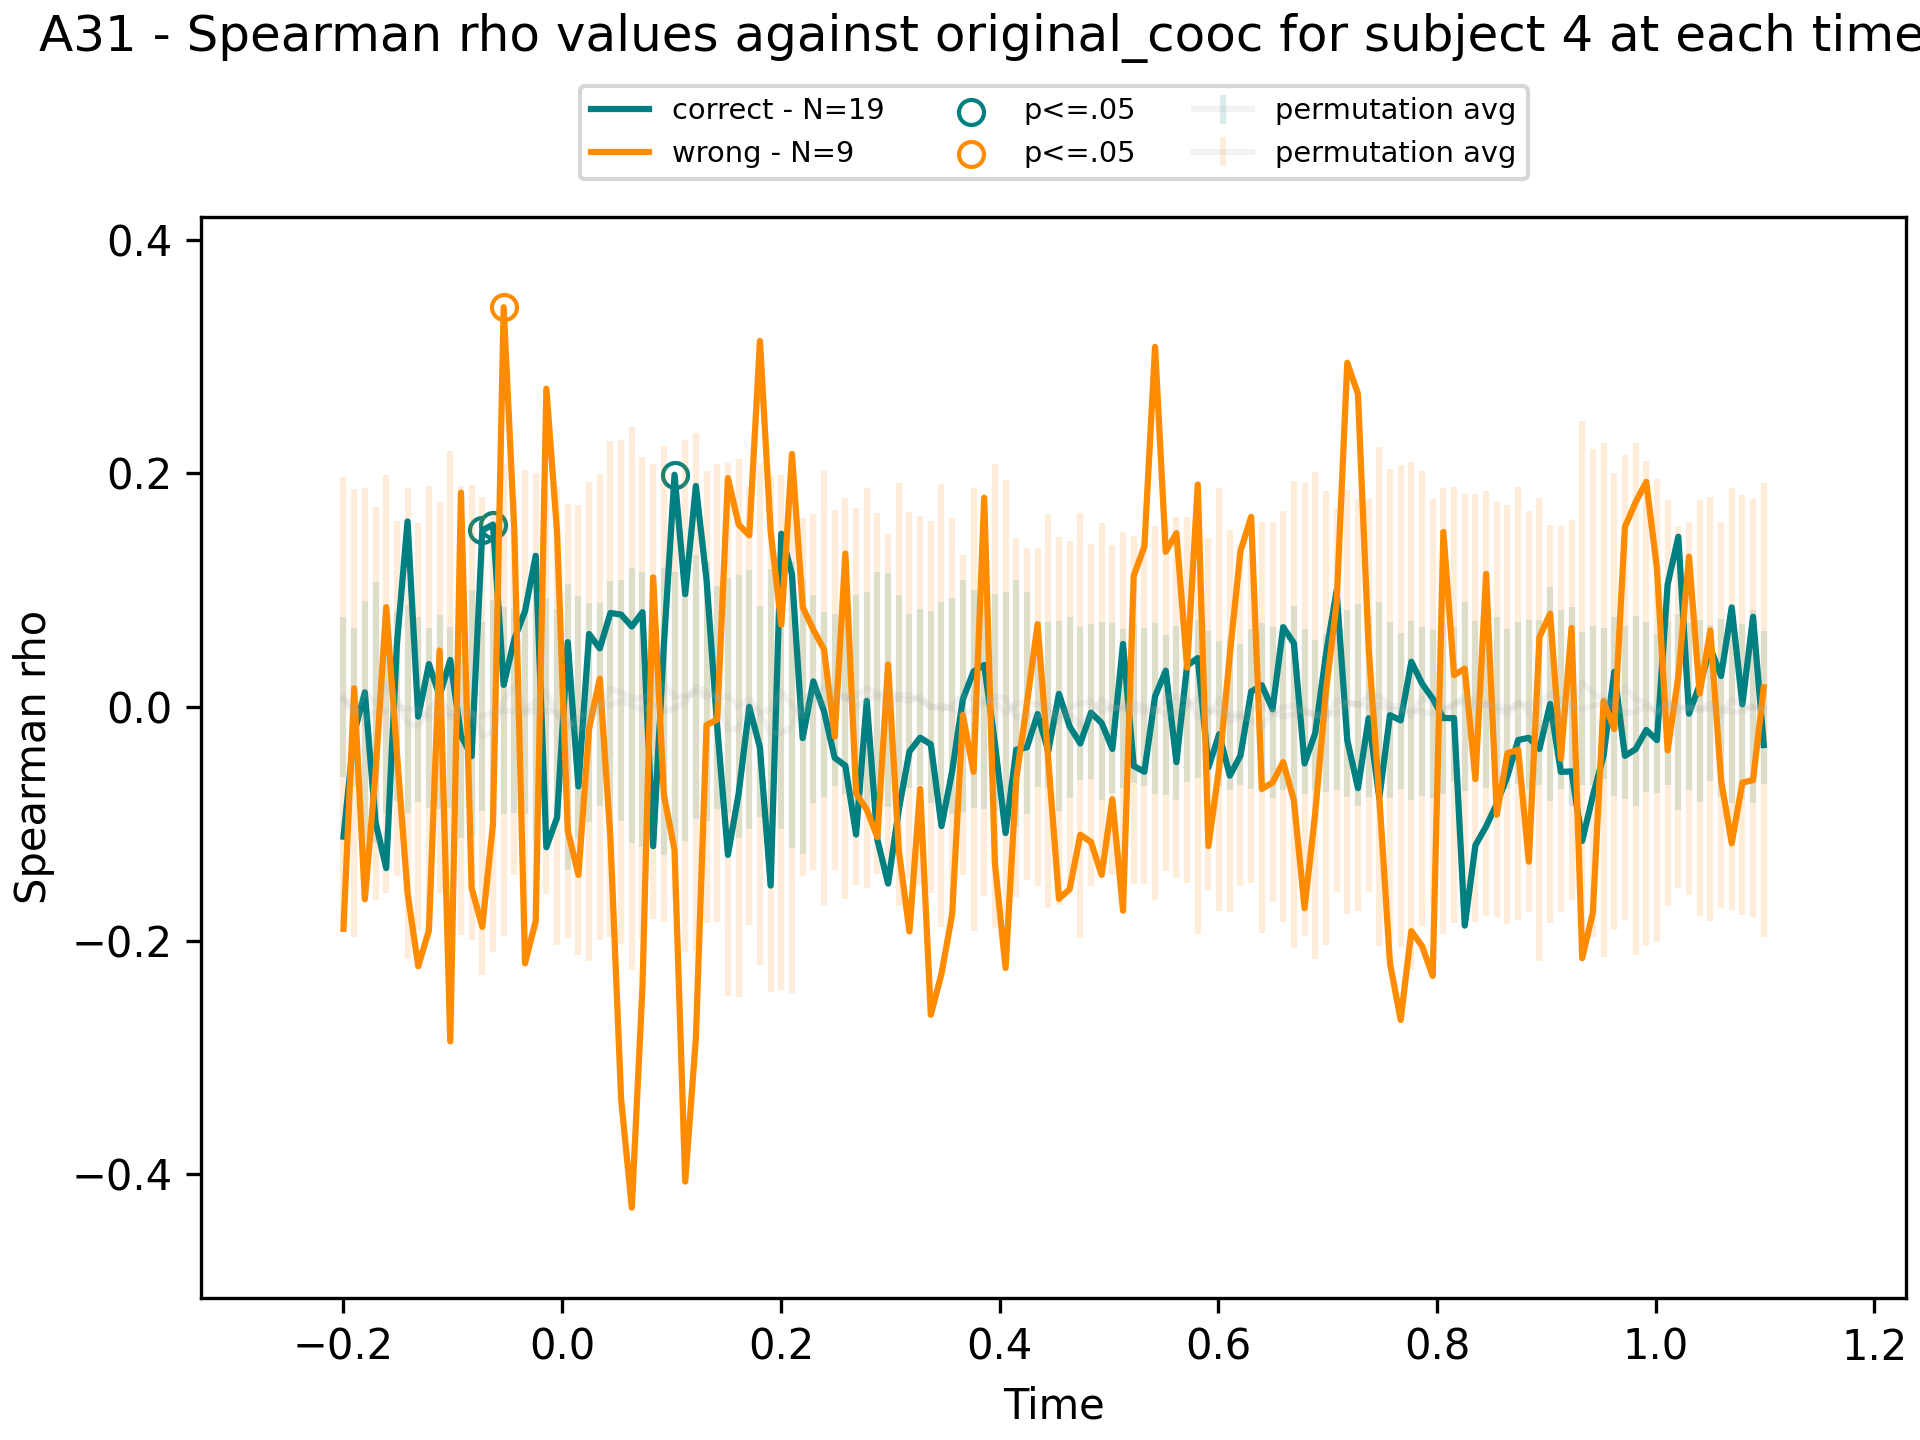 A31 - Spearman rho values against original_cooc for subject 4 at each time
correct - N=19
wrong - N=9
p<=.05
p<=.05
permutation avg
permutation avg
0.4
0.2
0.0
−0.2
−0.4
Spearman rho
−0.2 0.0 0.2 0.4 0.6 0.8 1.0 1.2
Time